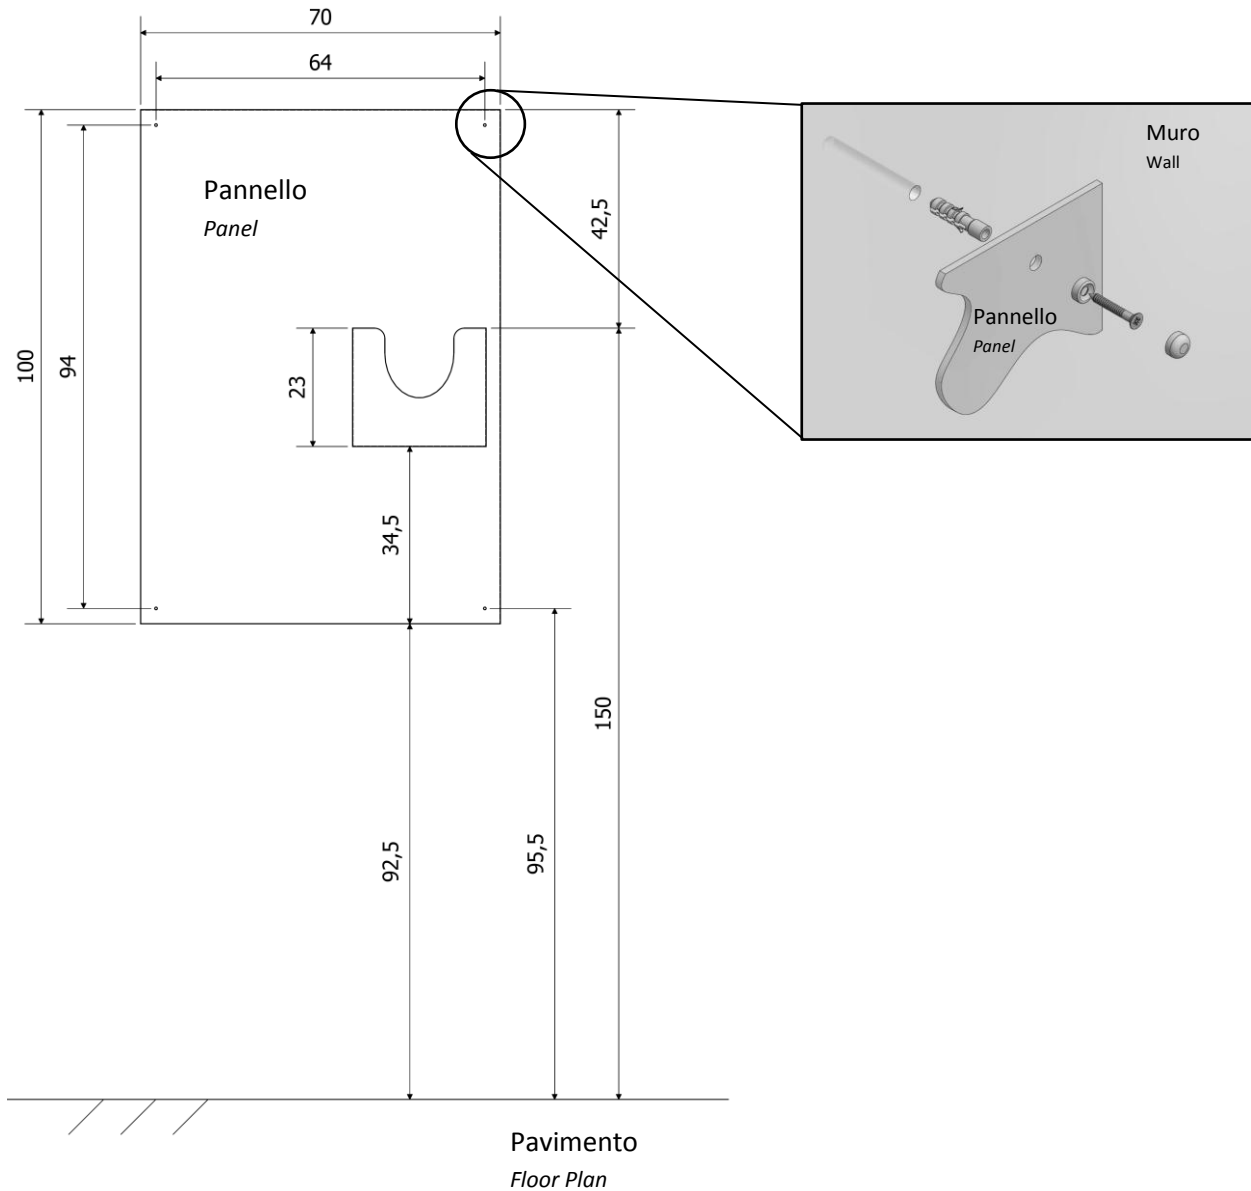 70
64
Muro
Wall
Pannello
Panel
42,5
Pannello
Panel
100
94
23
34,5
150
92,5
95,5
Pavimento
Floor Plan